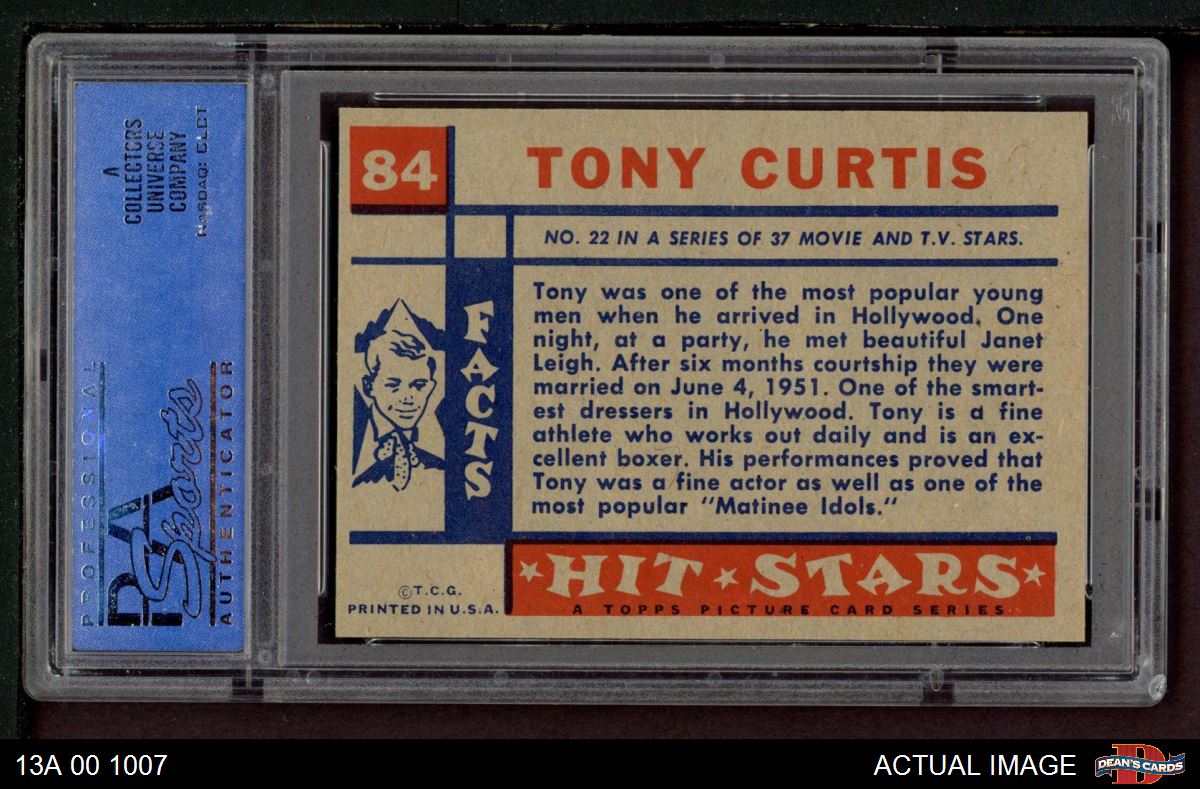 A
COLLECTORS
UNIVERSE
COMPANY
NASDAQ: CLCT
PROFESSIONAL
PSA
Sports
AUTHENTICATOR
84
TONY CURTIS
NO. 22 IN A SERIES OF 37 MOVIE AND T.V. STARS.
FACTS
Tony was one of the most popular young
men when he arrived in Hollywood. One
night, at a party, he met beautiful Janet
Leigh. After six months courtship they were
married on June 4, 1951. One of the smart-
est dressers in Hollywood. Tony is a fine
athlete who works out daily and is an ex-
cellent boxer. His performances proved that
Tony was a fine actor as well as one of the
most popular "Matinee Idols."
©T.C.G.
PRINTED IN U.S.A.
HIT STARS
A TOPPS PICTURE CARD SERIES
13A 00 1007
ACTUAL IMAGE
D
DEAN'S CARDS